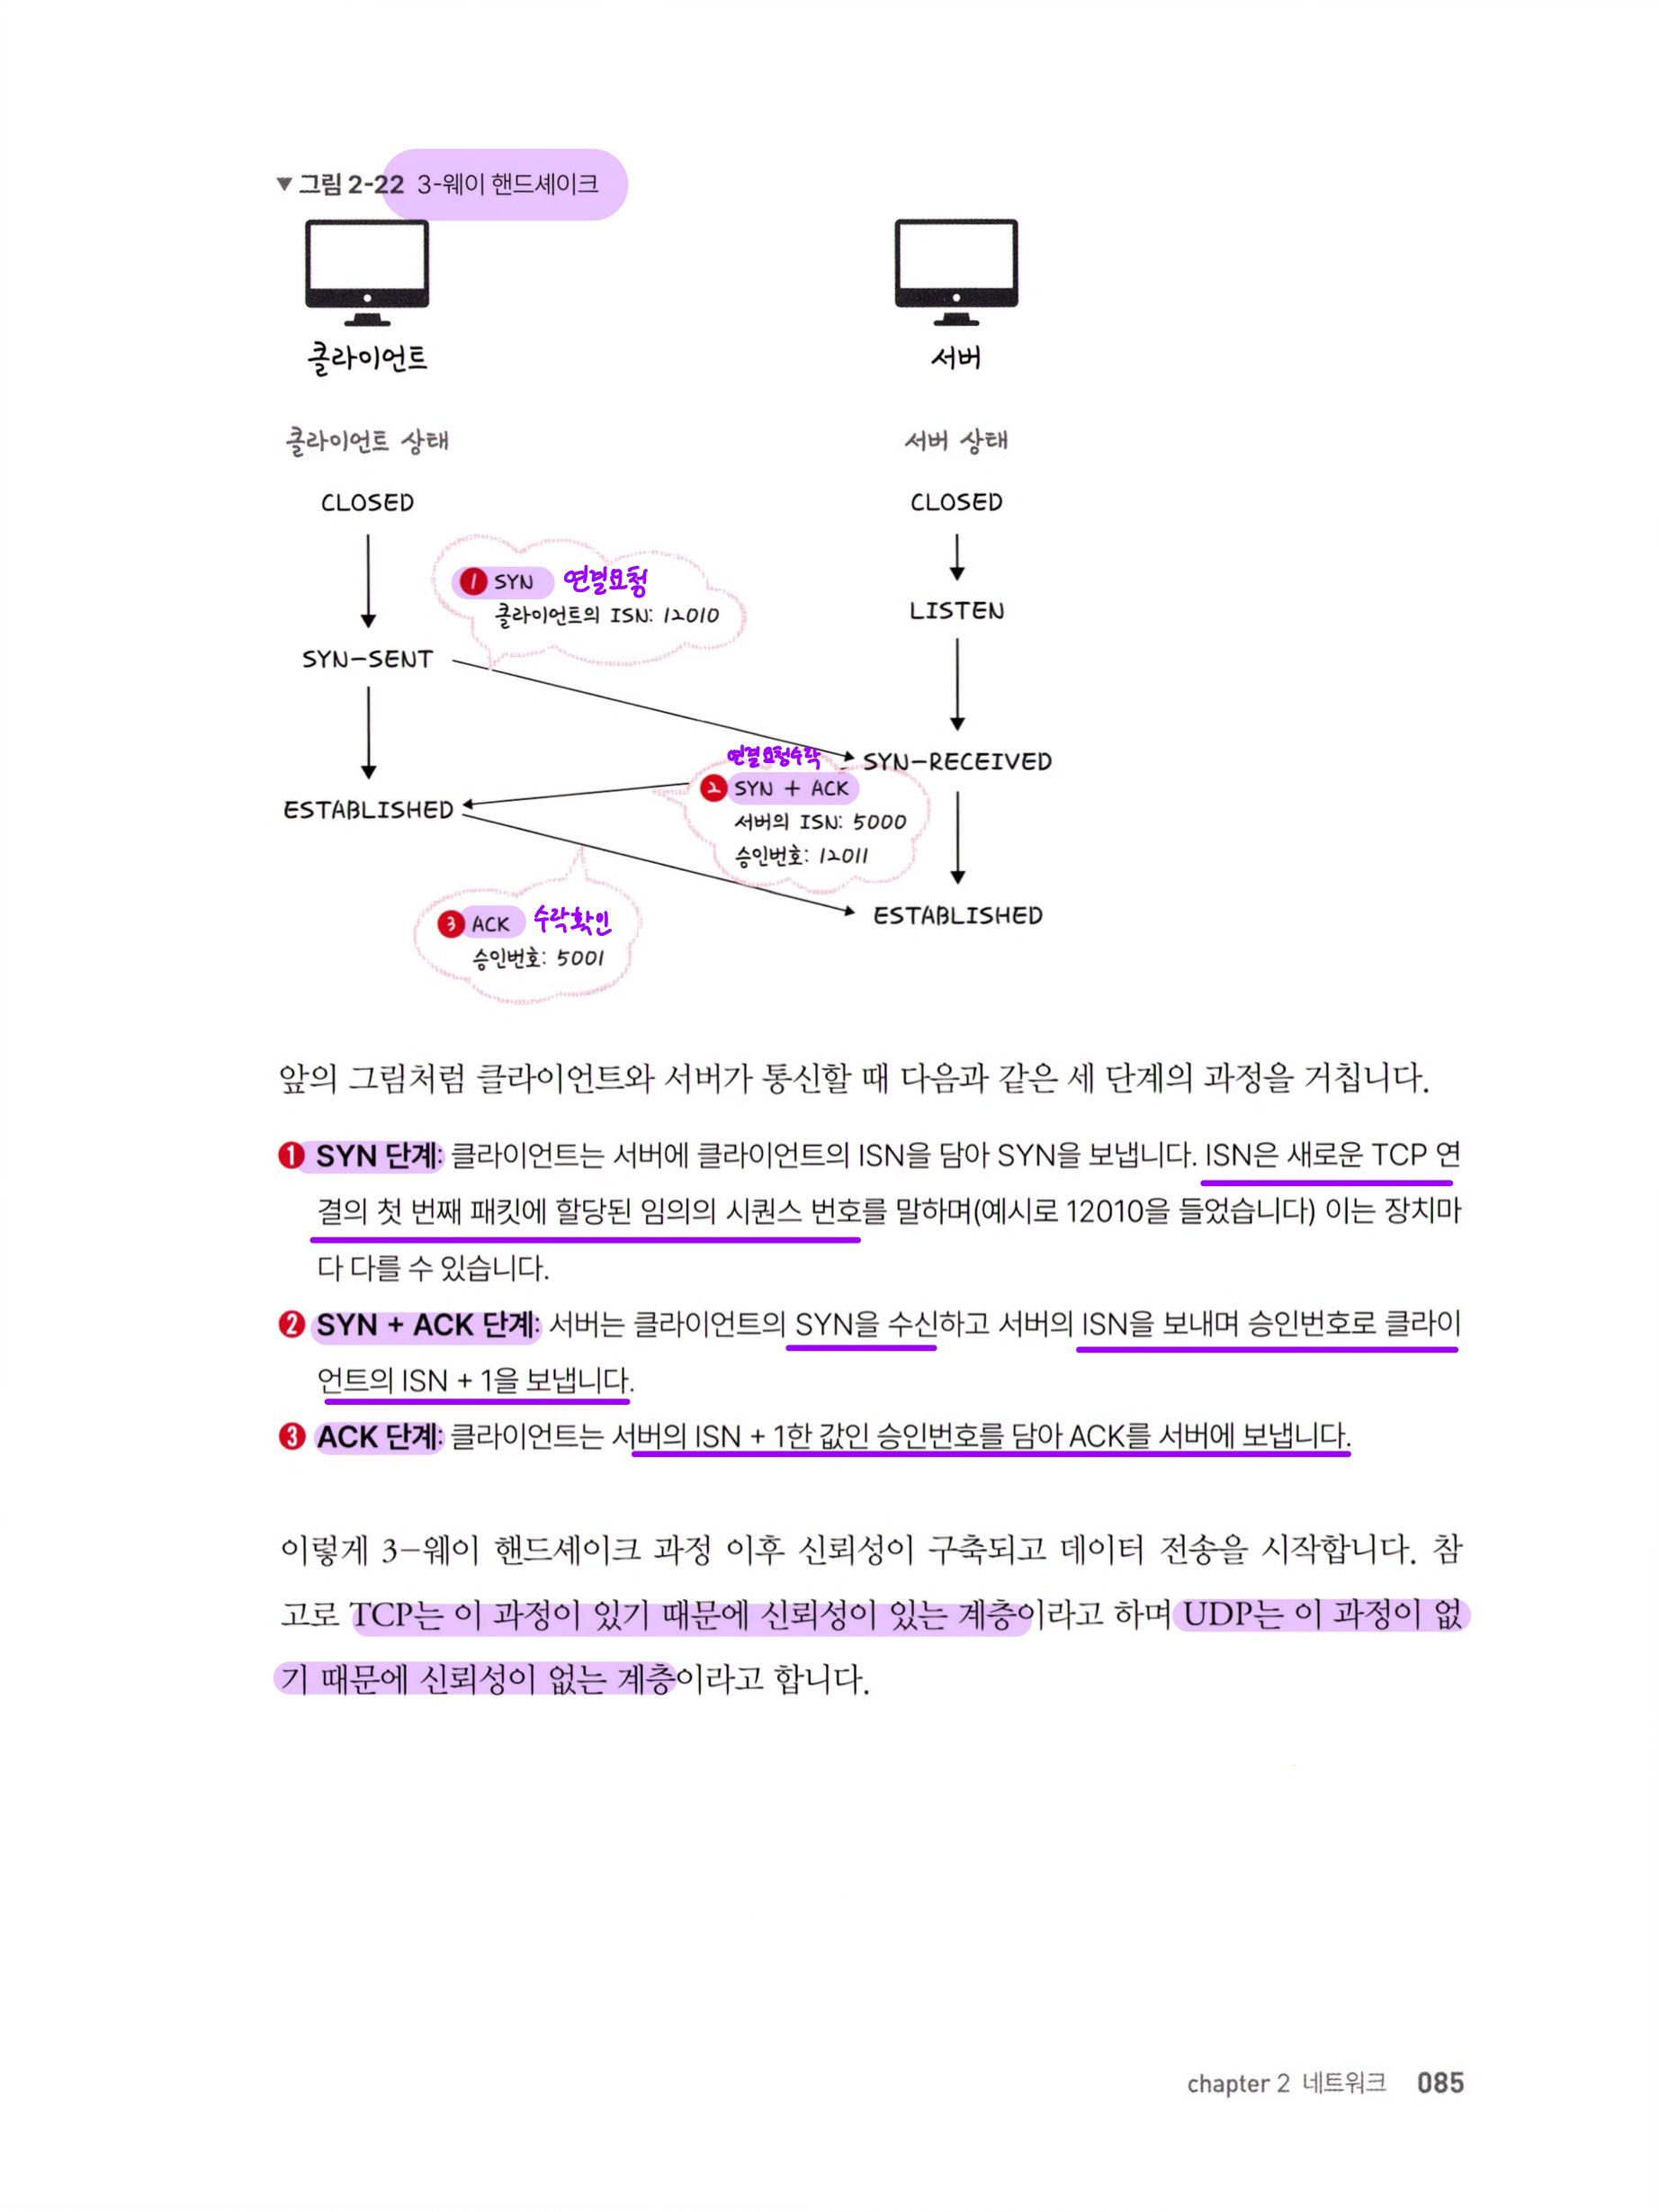 ▼ 그림 2-22 3-웨이 핸드셰이크
클라이언트 서버
클라이언트 상태 서버 상태
CLOSED CLOSED
① SYN 연결요청
클라이언트의 ISN: 12010
LISTEN
SYN-SENT
연결요청수락
SYN-RECEIVED
② SYN + ACK
서버의 ISN: 5000
승인번호: 12011
ESTABLISHED
③ ACK 수락확인
승인번호: 5001
ESTABLISHED
앞의 그림처럼 클라이언트와 서버가 통신할 때 다음과 같은 세 단계의 과정을 거칩니다.
① SYN 단계: 클라이언트는 서버에 클라이언트의 ISN을 담아 SYN을 보냅니다. ISN은 새로운 TCP 연
결의 첫 번째 패킷에 할당된 임의의 시퀀스 번호를 말하며(예시로 12010을 들었습니다) 이는 장치마
다 다를 수 있습니다.
② SYN + ACK 단계: 서버는 클라이언트의 SYN을 수신하고 서버의 ISN을 보내며 승인번호로 클라이
언트의 ISN + 1을 보냅니다.
③ ACK 단계: 클라이언트는 서버의 ISN + 1한 값인 승인번호를 담아 ACK를 서버에 보냅니다.
이렇게 3-웨이 핸드셰이크 과정 이후 신뢰성이 구축되고 데이터 전송을 시작합니다. 참
고로 TCP는 이 과정이 있기 때문에 신뢰성이 있는 계층이라고 하며 UDP는 이 과정이 없
기 때문에 신뢰성이 없는 계층이라고 합니다.
chapter 2 네트워크 085